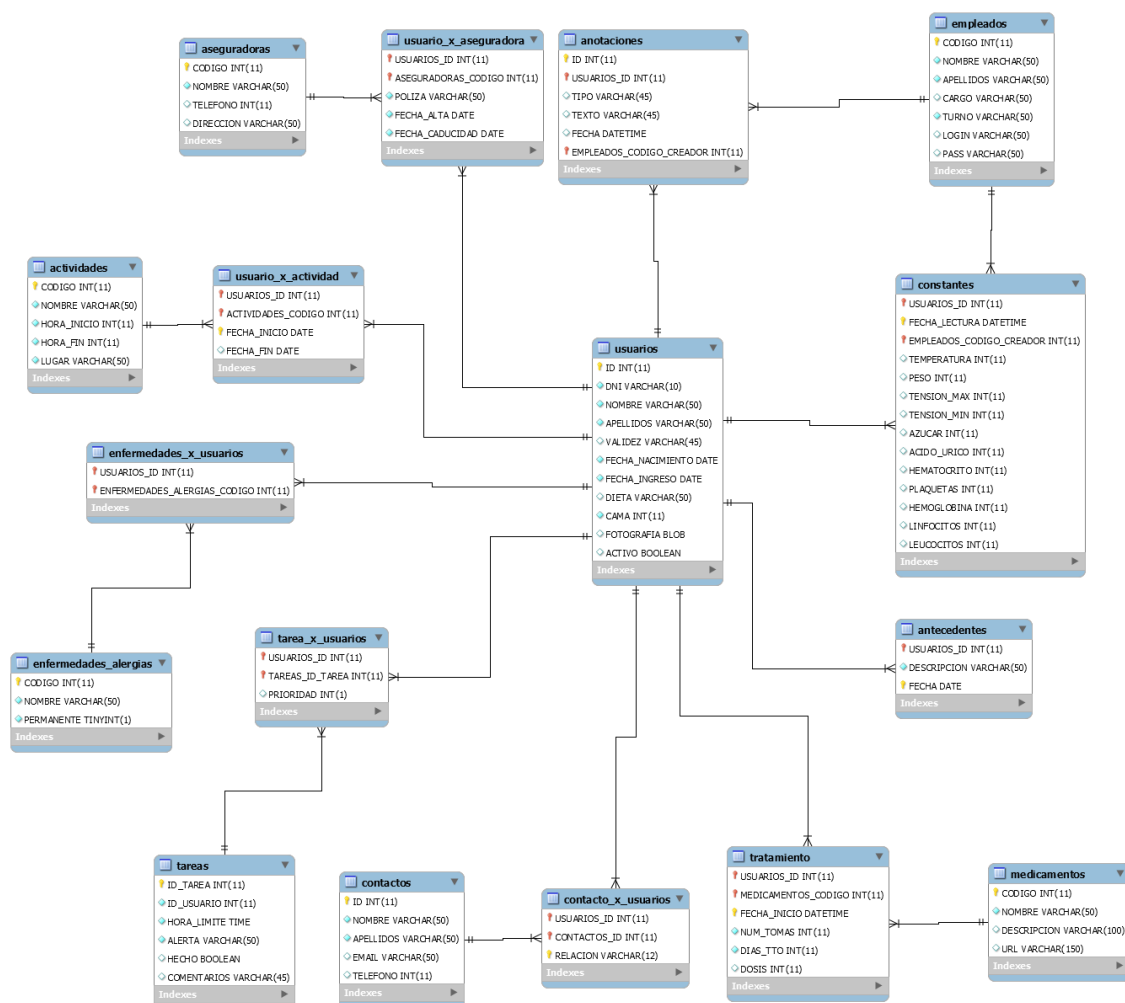 aseguradoras
CODIGO INT(11)
NOMBRE VARCHAR(50)
TELEFONO INT(11)
DIRECCION VARCHAR(50)
Indexes
usuario_x_aseguradora
USUARIOS_ID INT(11)
ASEGURADORAS_CODIGO INT(11)
POLIZA VARCHAR(50)
FECHA_ALTA DATE
FECHA_CADUCIDAD DATE
Indexes
anotaciones
ID INT(11)
USUARIOS_ID INT(11)
TIPO VARCHAR(45)
TEXTO VARCHAR(45)
FECHA DATETIME
EMPLEADOS_CODIGO_CREADOR INT(11)
Indexes
empleados
CODIGO INT(11)
NOMBRE VARCHAR(50)
APELLIDOS VARCHAR(50)
CARGO VARCHAR(50)
TURNO VARCHAR(50)
LOGIN VARCHAR(50)
PASS VARCHAR(50)
Indexes
actividades
CODIGO INT(11)
NOMBRE VARCHAR(50)
HORA_INICIO INT(11)
HORA_FIN INT(11)
LUGAR VARCHAR(50)
Indexes
usuario_x_actividad
USUARIOS_ID INT(11)
ACTIVIDADES_CODIGO INT(11)
FECHA_INICIO DATE
FECHA_FIN DATE
Indexes
usuarios
ID INT(11)
DNI VARCHAR(10)
NOMBRE VARCHAR(50)
APELLIDOS VARCHAR(50)
VALIDEZ VARCHAR(45)
FECHA_NACIMIENTO DATE
FECHA_INGRESO DATE
DIETA VARCHAR(50)
CAMA INT(11)
FOTOGRAFIA BLOB
ACTIVO BOOLEAN
Indexes
constantes
USUARIOS_ID INT(11)
FECHA_LECTURA DATETIME
EMPLEADOS_CODIGO_CREADOR INT(11)
TEMPERATURA INT(11)
PESO INT(11)
TENSION_MAX INT(11)
TENSION_MIN INT(11)
AZUCAR INT(11)
ACIDO_URICO INT(11)
HEMATOCRITO INT(11)
PLAQUETAS INT(11)
HEMOGLOBINA INT(11)
LINFOCITOS INT(11)
LEUCOCITOS INT(11)
Indexes
enfermedades_x_usuarios
USUARIOS_ID INT(11)
ENFERMEDADES_ALERGIAS_CODIGO INT(11)
Indexes
enfermedades_alergias
CODIGO INT(11)
NOMBRE VARCHAR(50)
PERMANENTE TINYINT(1)
Indexes
tarea_x_usuarios
USUARIOS_ID INT(11)
TAREAS_ID_TAREA INT(11)
PRIORIDAD INT(1)
Indexes
antecedentes
USUARIOS_ID INT(11)
DESCRIPCION VARCHAR(50)
FECHA DATE
Indexes
tareas
ID_TAREA INT(11)
ID_USUARIO INT(11)
HORA_LIMITE TIME
ALERTA VARCHAR(50)
HECHO BOOLEAN
COMENTARIOS VARCHAR(45)
Indexes
contactos
ID INT(11)
NOMBRE VARCHAR(50)
APELLIDOS VARCHAR(50)
EMAIL VARCHAR(50)
TELEFONO INT(11)
Indexes
contacto_x_usuarios
USUARIOS_ID INT(11)
CONTACTOS_ID INT(11)
RELACION VARCHAR(12)
Indexes
tratamiento
USUARIOS_ID INT(11)
MEDICAMENTOS_CODIGO INT(11)
FECHA_INICIO DATETIME
NUM_TOMAS INT(11)
DIAS_TTO INT(11)
DOSIS INT(11)
Indexes
medicamentos
CODIGO INT(11)
NOMBRE VARCHAR(50)
DESCRIPCION VARCHAR(100)
URL VARCHAR(150)
Indexes